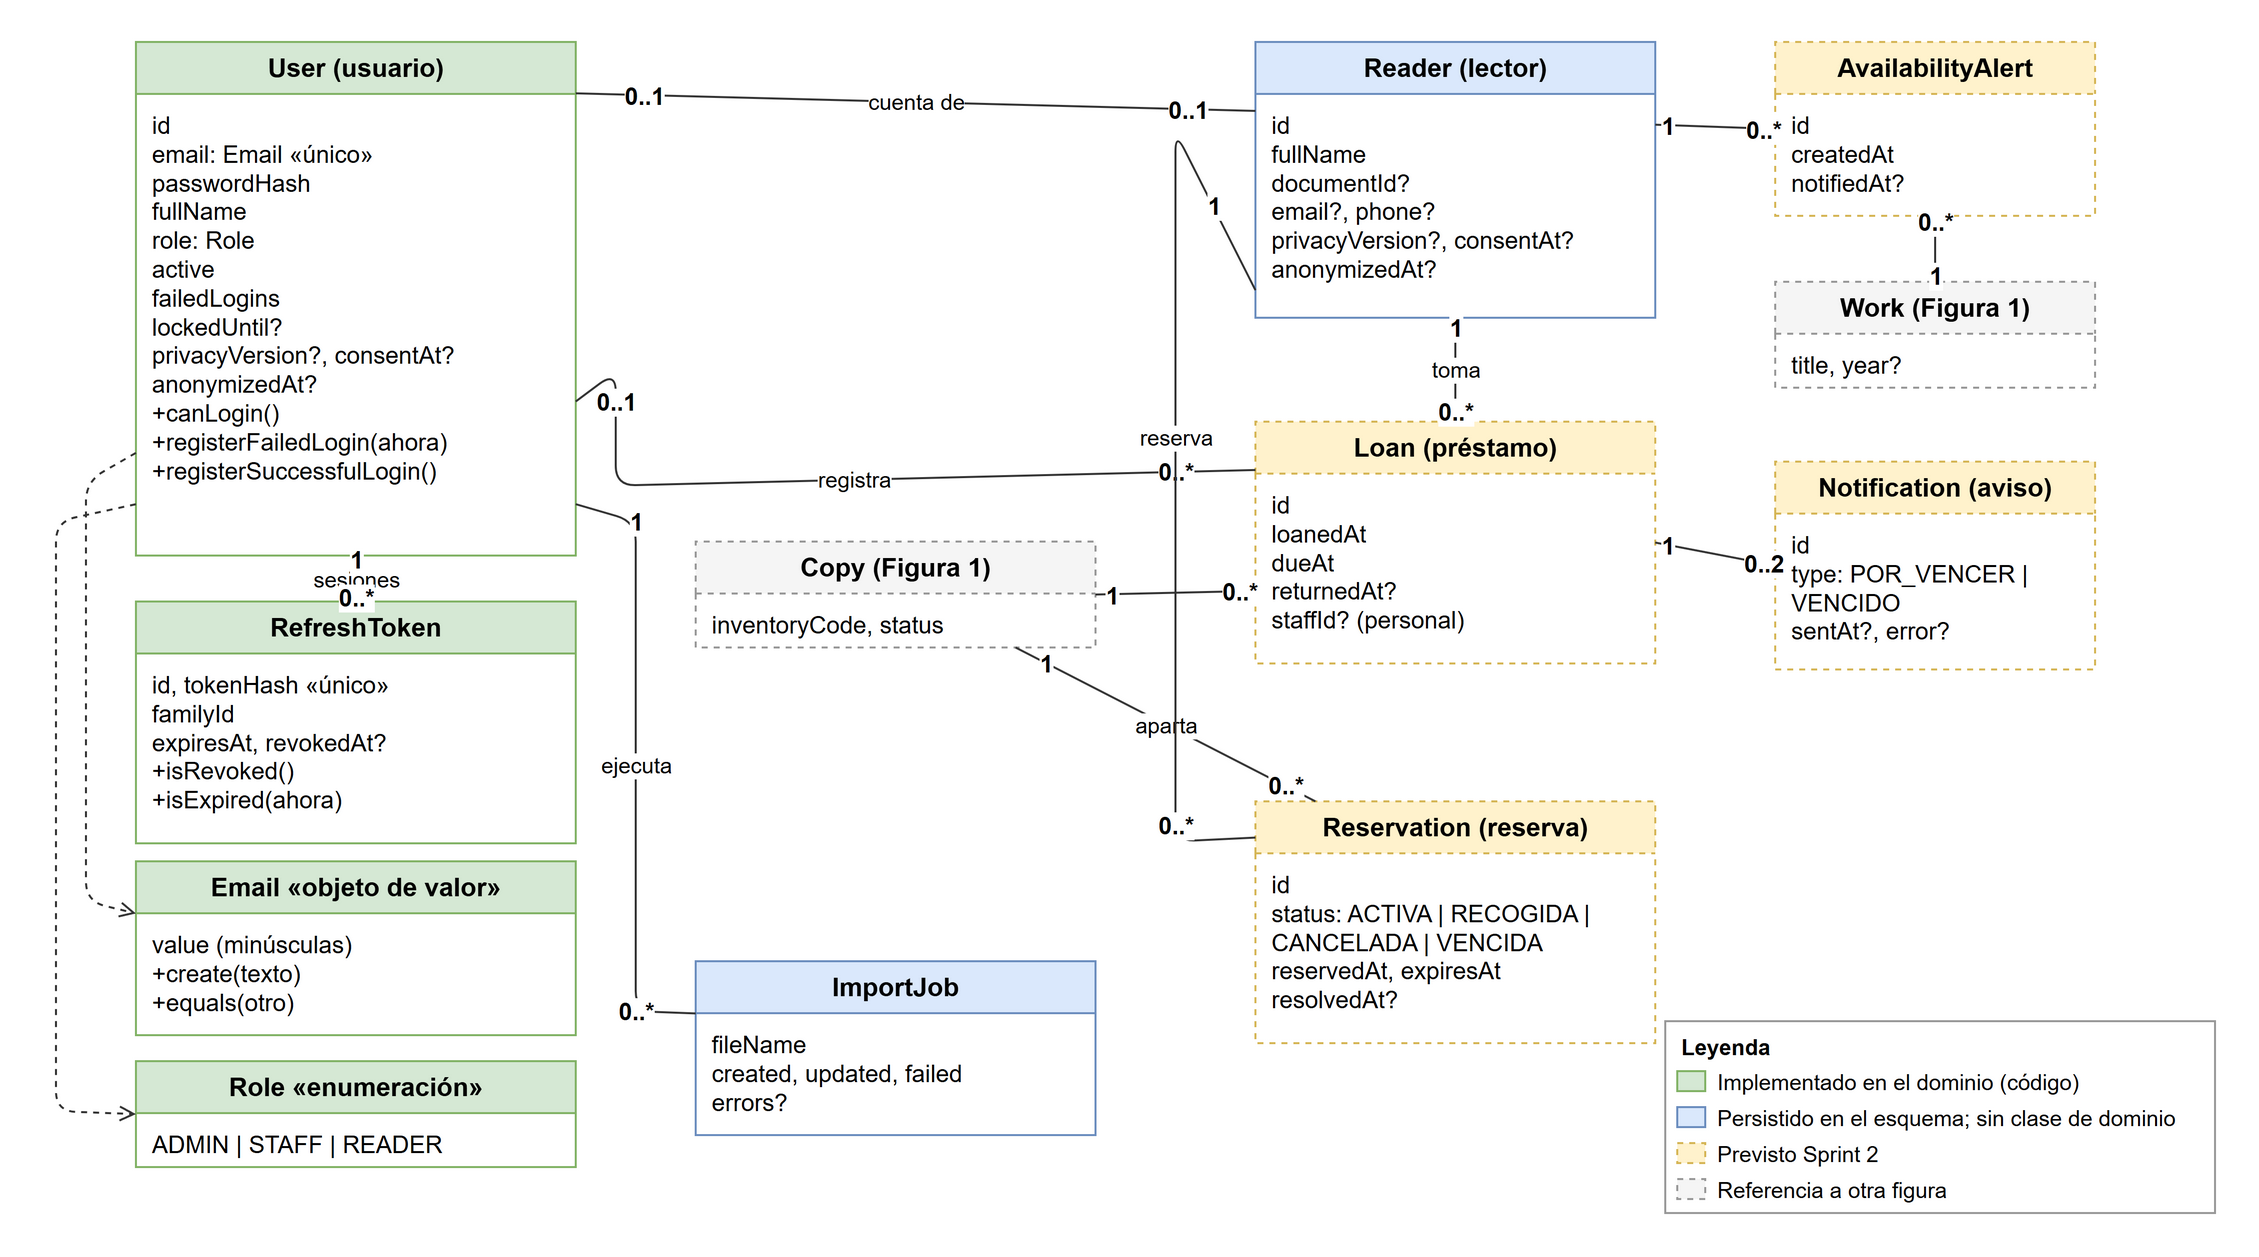 User (usuario)
id
email: Email «único»
passwordHash
fullName
role: Role
active
failedLogins
lockedUntil?
privacyVersion?, consentAt?
anonymizedAt?
+canLogin()
+registerFailedLogin(ahora)
+registerSuccessfulLogin()
0..1
cuenta de
0..1
Reader (lector)
id
fullName
documentId?
email?, phone?
privacyVersion?, consentAt?
anonymizedAt?
1
0..*
AvailabilityAlert
id
createdAt
notifiedAt?
0..*
1
Work (Figura 1)
title, year?
1
reserva
0..*
1
toma
0..*
0..1
registra
0..*
Loan (préstamo)
id
loanedAt
dueAt
returnedAt?
staffId? (personal)
1
0..2
Notification (aviso)
id
type: POR_VENCER |
VENCIDO
sentAt?, error?
Copy (Figura 1)
inventoryCode, status
1
0..*
1
aparta
0..*
Reservation (reserva)
id
status: ACTIVA | RECOGIDA |
CANCELADA | VENCIDA
reservedAt, expiresAt
resolvedAt?
1
sesiones
0..*
RefreshToken
id, tokenHash «único»
familyId
expiresAt, revokedAt?
+isRevoked()
+isExpired(ahora)
Email «objeto de valor»
value (minúsculas)
+create(texto)
+equals(otro)
Role «enumeración»
ADMIN | STAFF | READER
1
ejecuta
0..*
ImportJob
fileName
created, updated, failed
errors?
Leyenda
Implementado en el dominio (código)
Persistido en el esquema; sin clase de dominio
Previsto Sprint 2
Referencia a otra figura